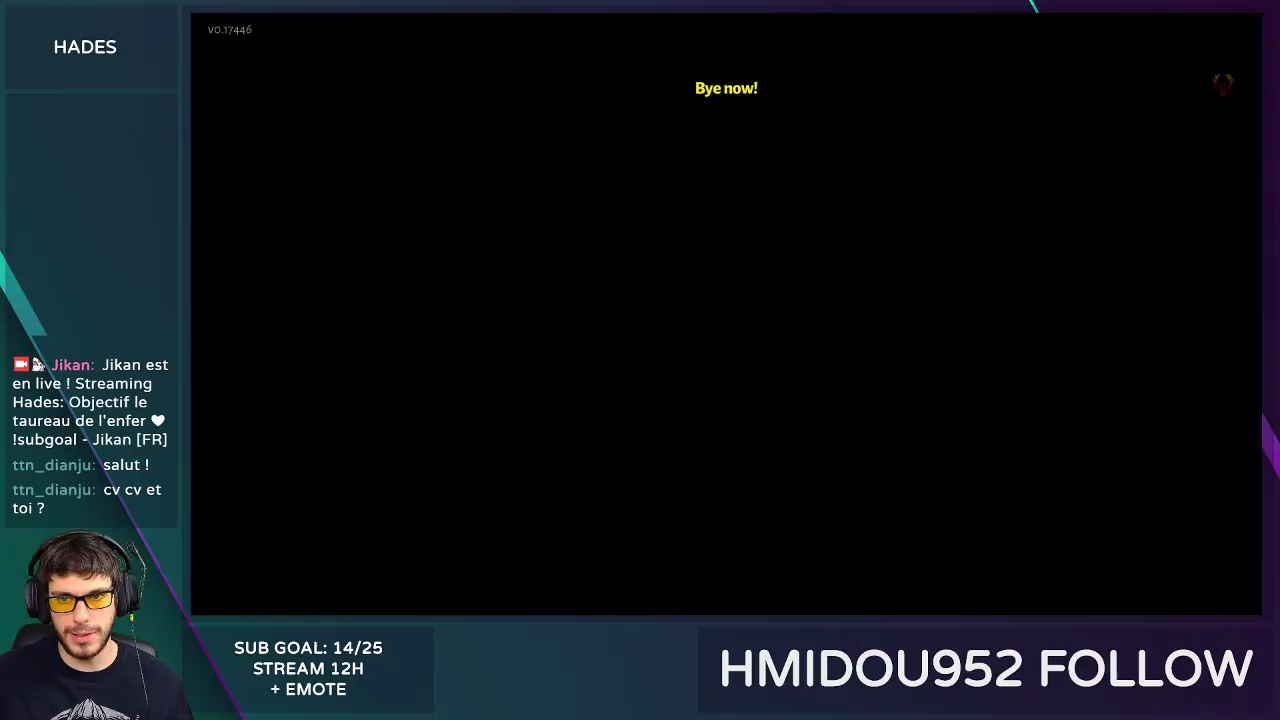 HADES
V0.17446
Bye now!
Jikan: Jikan est
en live ! Streaming
Hades: Objectif le
taureau de l'enfer
!subgoal - Jikan [FR]
ttn_dianju: salut !
ttn_dianju: cv cv et
toi ?
SUB GOAL: 14/25
STREAM 12H
+ EMOTE
HMIDOU952 FOLLOW